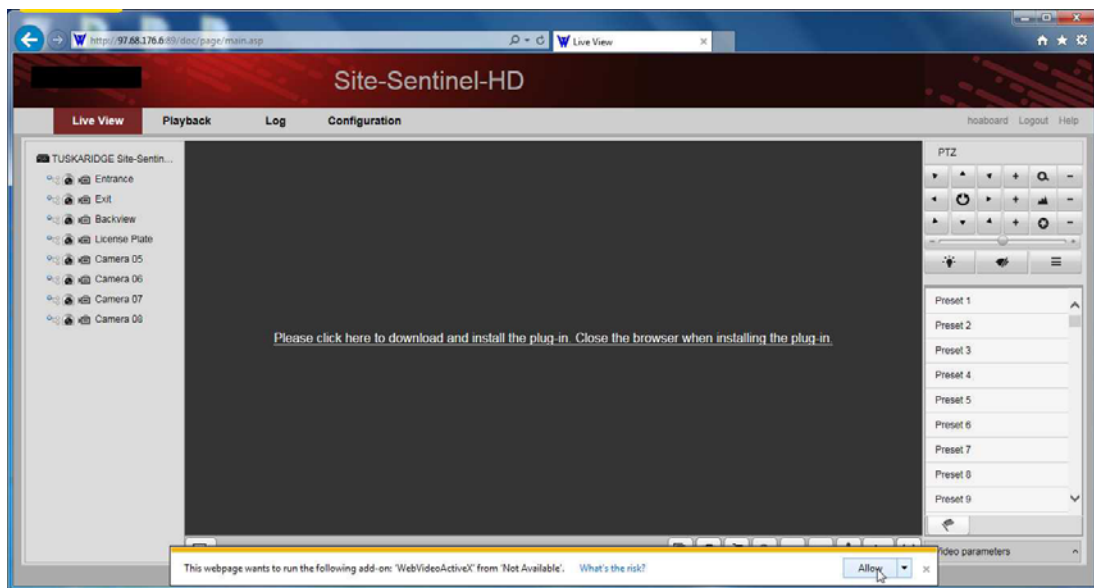 http://97.68.176.6:89/doc/page/main.asp
Live View
Site-Sentinel-HD
Live View Playback Log Configuration
hoaboard Logout Help
TUSKARIDGE Site-Sentin...
Entrance
Exit
Backview
License Plate
Camera 05
Camera 06
Camera 07
Camera 08
Please click here to download and install the plug-in. Close the browser when installing the plug-in.
PTZ
Preset 1
Preset 2
Preset 3
Preset 4
Preset 5
Preset 6
Preset 7
Preset 8
Preset 9
Video parameters
This webpage wants to run the following add-on: 'WebVideoActiveX' from 'Not Available'. What's the risk?
Allow